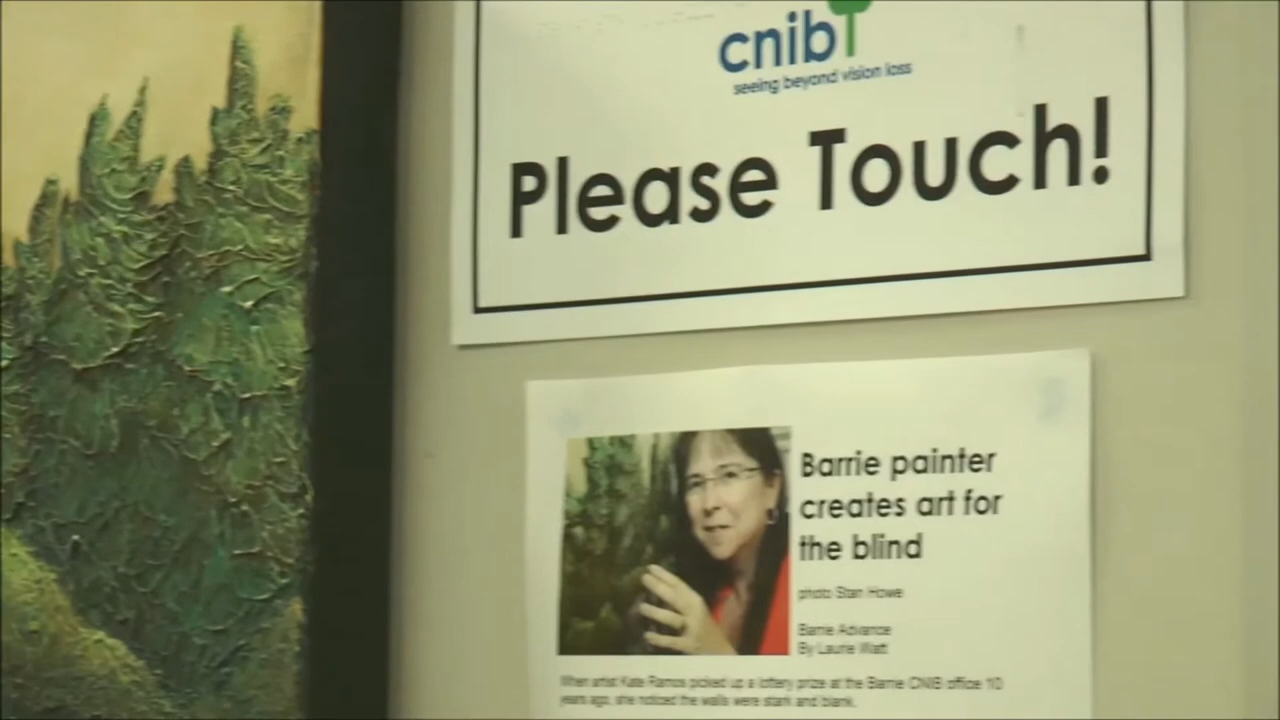 cnib
seeing beyond vision loss
Please Touch!
Barrie painter
creates art for
the blind
photo Stan Howe
Barrie Advance
By Laurie Watt
When artist Kate Ramos picked up a lottery prize at the Barrie CNIB office 10
years ago, she noticed the walls were stark and blank.